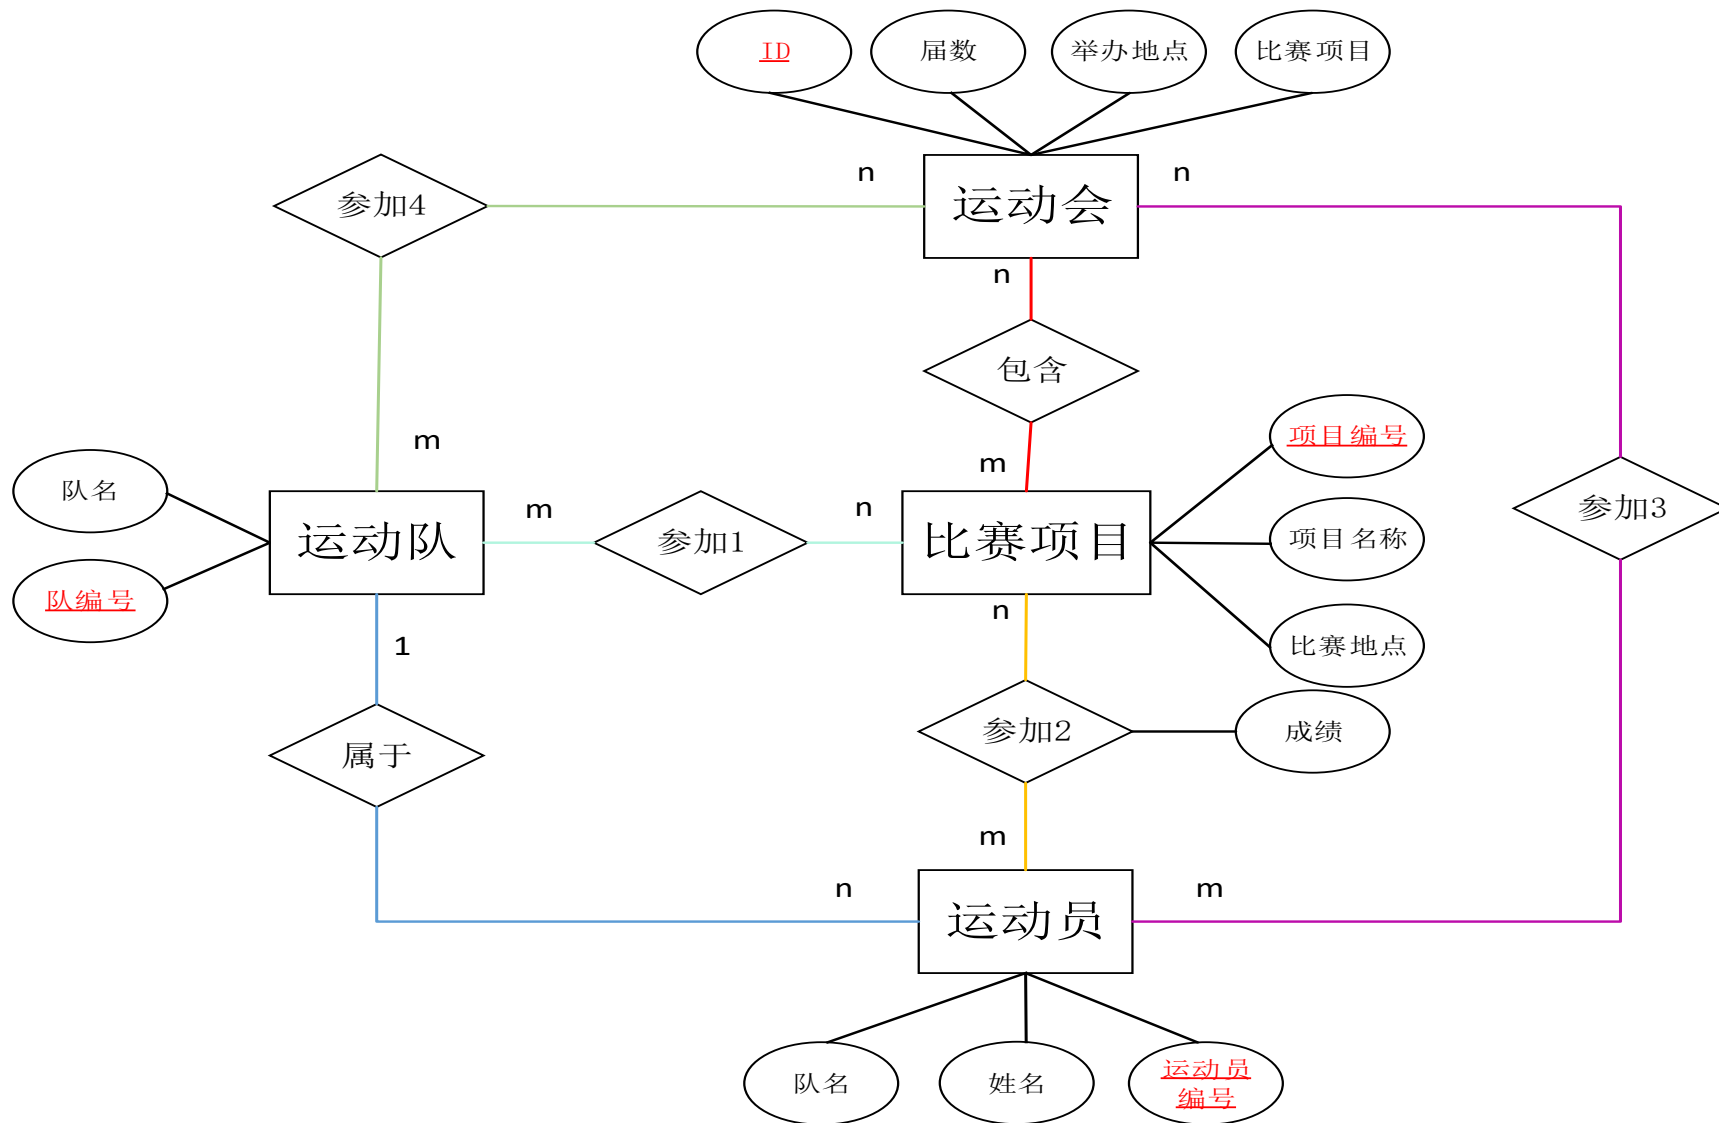 ID
届数
举办地点
比赛项目
n
n
参加4
运动会
n
包含
项目编号
m
m
队名
m
n
参加3
运动队
参加1
比赛项目
项目名称
队编号
n
1
比赛地点
参加2
成绩
属于
m
n
m
运动员
队名
姓名
运动员
编号